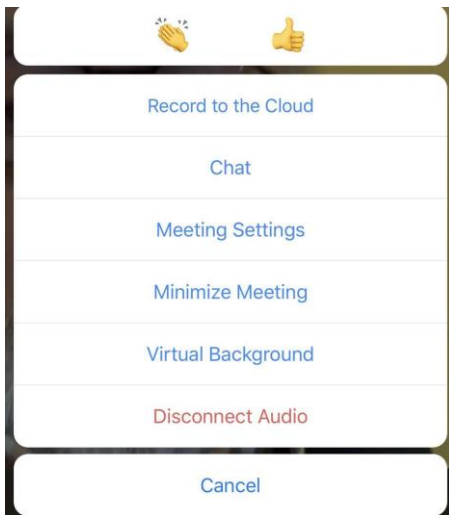 Record to the Cloud
Chat
Meeting Settings
Minimize Meeting
Virtual Background
Disconnect Audio
Cancel